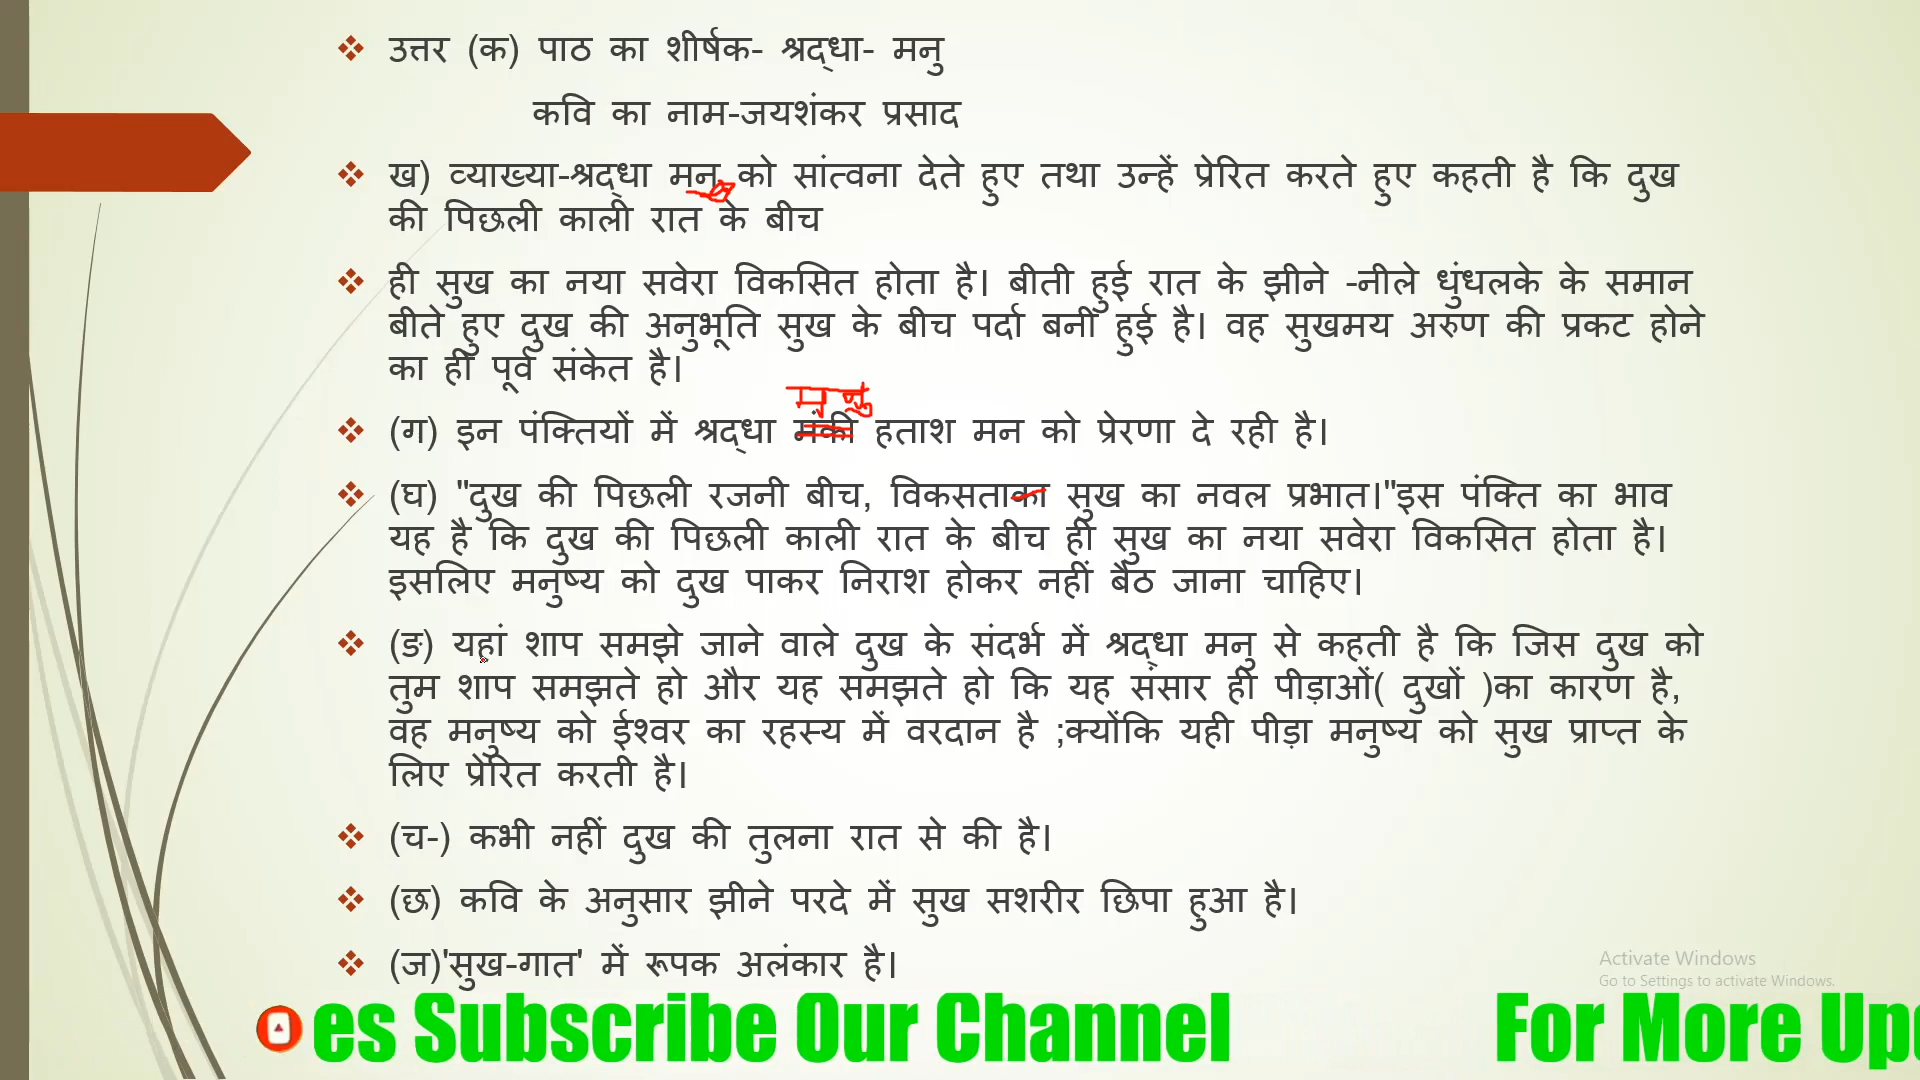 उत्तर (क) पाठ का शीर्षक- श्रद्धा- मनु
कवि का नाम-जयशंकर प्रसाद
ख) व्याख्या-श्रद्धा मन को सांत्वना देते हुए तथा उन्हें प्रेरित करते हुए कहती है कि दुख
की पिछली काली रात के बीच
ही सुख का नया सवेरा विकसित होता है। बीती हुई रात के झीने -नीले धुंधलके के समान
बीते हुए दुख की अनुभूति सुख के बीच पर्दा बनी हुई है। वह सुखमय अरुण की प्रकट होने
का ही पूर्व संकेत है।
मनु
(ग) इन पंक्तियों में श्रद्धा मंकी हताश मन को प्रेरणा दे रही है।
(घ) "दुख की पिछली रजनी बीच, विकसताका सुख का नवल प्रभात।"इस पंक्ति का भाव
यह है कि दुख की पिछली काली रात के बीच ही सुख का नया सवेरा विकसित होता है।
इसलिए मनुष्य को दुख पाकर निराश होकर नहीं बैठ जाना चाहिए।
(ङ) यहां शाप समझे जाने वाले दुख के संदर्भ में श्रद्धा मनु से कहती है कि जिस दुख को
तुम शाप समझते हो और यह समझते हो कि यह संसार ही पीड़ाओं( दुखों )का कारण है,
वह मनुष्य को ईश्वर का रहस्य में वरदान है ;क्योंकि यही पीड़ा मनुष्य को सुख प्राप्त के
लिए प्रेरित करती है।
(च-) कभी नहीं दुख की तुलना रात से की है।
(छ) कवि के अनुसार झीने परदे में सुख सशरीर छिपा हुआ है।
(ज)'सुख-गात' में रूपक अलंकार है।
Activate Windows
Go to Settings to activate Windows.
es Subscribe Our Channel For More Up